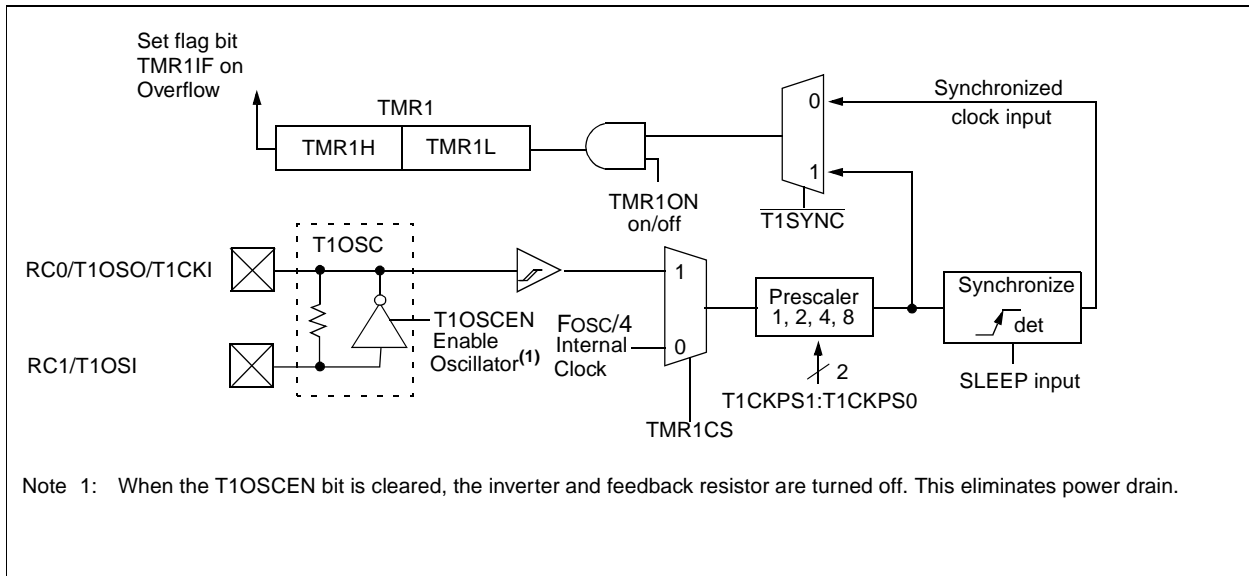 Set flag bit
TMR1IF on
Overflow
TMR1
TMR1H
TMR1L
TMR1ON
on/off
0
1
T1SYNC
Synchronized
clock input
RC0/T1OSO/T1CKI
RC1/T1OSI
T1OSC
T1OSCEN
Enable
Oscillator(1)
FOSC/4
Internal
Clock
1
0
TMR1CS
Prescaler
1, 2, 4, 8
2
T1CKPS1:T1CKPS0
Synchronize
det
SLEEP input
Note 1: When the T1OSCEN bit is cleared, the inverter and feedback resistor are turned off. This eliminates power drain.